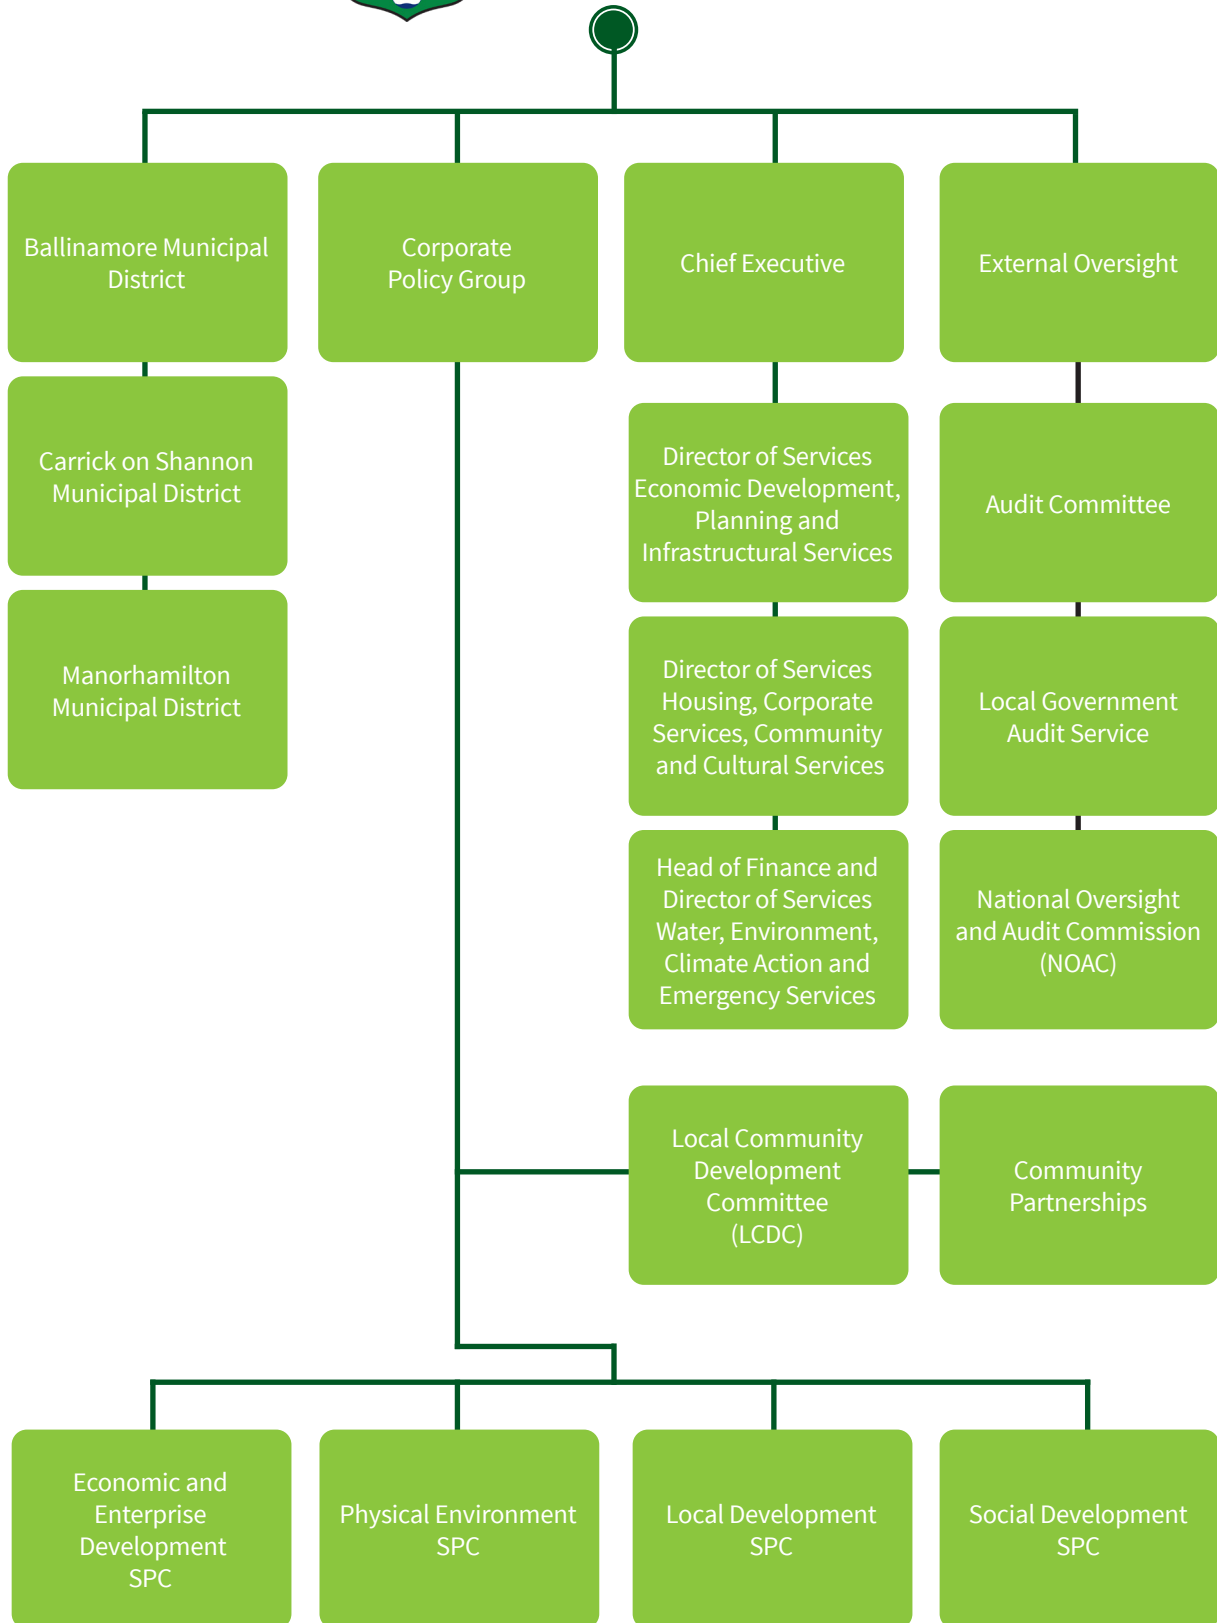 Ballinamore Municipal
District
Corporate
Policy Group
Chief Executive
External Oversight
Carrick on Shannon
Municipal District
Director of Services
Economic Development,
Planning and
Infrastructural Services
Audit Committee
Manorhamilton
Municipal District
Director of Services
Housing, Corporate
Services, Community
and Cultural Services
Local Government
Audit Service
Head of Finance and
Director of Services
Water, Environment,
Climate Action and
Emergency Services
National Oversight
and Audit Commission
(NOAC)
Local Community
Development
Committee
(LCDC)
Community
Partnerships
Economic and
Enterprise
Development
SPC
Physical Environment
SPC
Local Development
SPC
Social Development
SPC